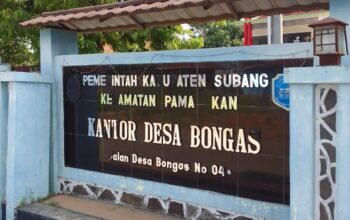 PEME INTAH KA U ATEN SUBANG
KE AMATAN PAMA KAN
KANTOR DESA BONGAS
alan Desa Bongas No 04